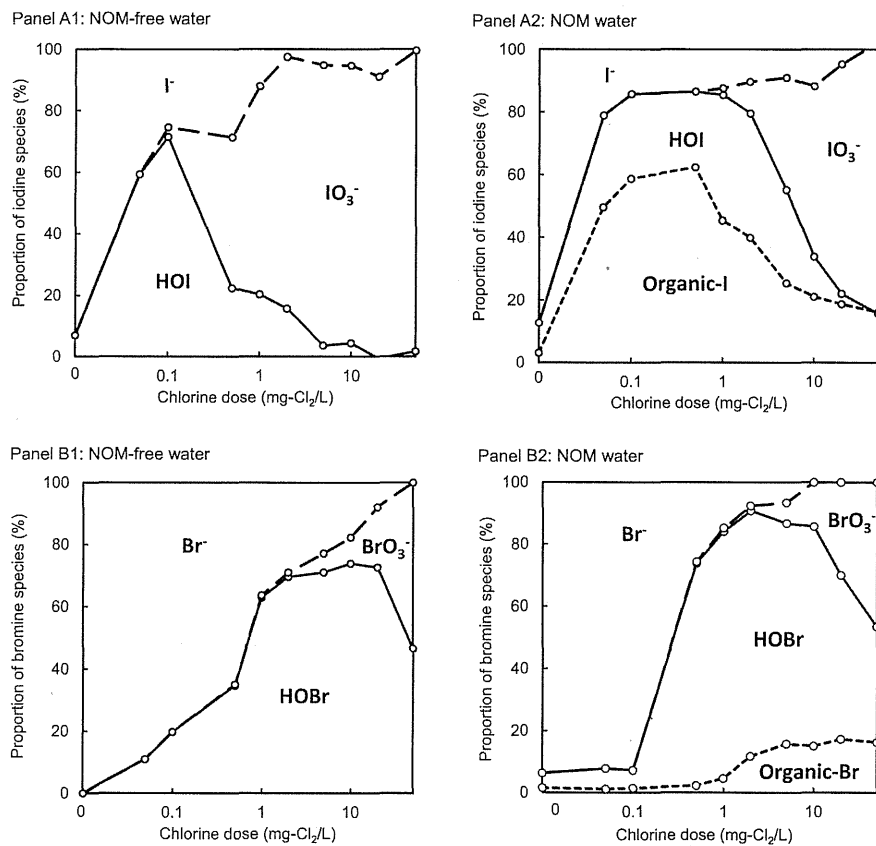 Panel A1: NOM-free water
Proportion of iodine species (%)
100
80
60
40
20
0
I⁻
IO₃⁻
HOI
0 0.1 1 10
Chlorine dose (mg-Cl₂/L)
Panel A2: NOM water
Proportion of iodine species (%)
100
80
60
40
20
0
I⁻
HOI
IO₃⁻
Organic-I
0 0.1 1 10
Chlorine dose (mg-Cl₂/L)
Panel B1: NOM-free water
Proportion of bromine species (%)
100
80
60
40
20
0
Br⁻
BrO₃⁻
HOBr
0 0.1 1 10
Chlorine dose (mg-Cl₂/L)
Panel B2: NOM water
Proportion of bromine species (%)
100
80
60
40
20
0
Br⁻
BrO₃⁻
HOBr
Organic-Br
0 0.1 1 10
Chlorine dose (mg-Cl₂/L)